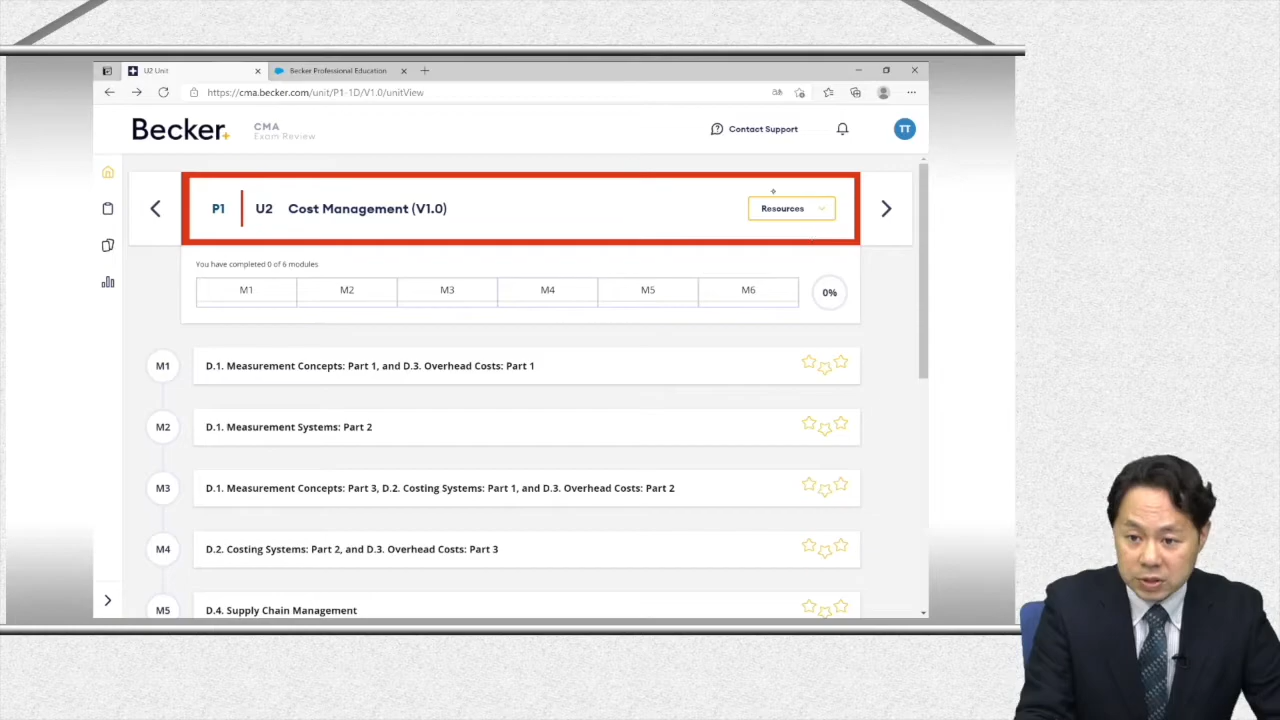 U2 Unit
Becker Professional Education
https://cma.becker.com/unit/P1-1D/V1.0/unitView
Becker+
CMA
Exam Review
Contact Support
TT
P1
U2 Cost Management (V1.0)
Resources
You have completed 0 of 6 modules
M1 M2 M3 M4 M5 M6
0%
M1 D.1. Measurement Concepts: Part 1, and D.3. Overhead Costs: Part 1
M2 D.1. Measurement Systems: Part 2
M3 D.1. Measurement Concepts: Part 3, D.2. Costing Systems: Part 1, and D.3. Overhead Costs: Part 2
M4 D.2. Costing Systems: Part 2, and D.3. Overhead Costs: Part 3
M5 D.4. Supply Chain Management